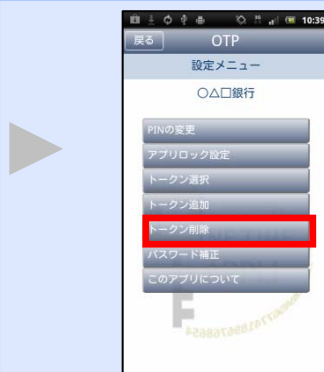 10:39
戻る OTP
設定メニュー
○△□銀行
PINの変更
アプリロック設定
トークン選択
トークン追加
トークン削除
パスワード補正
このアプリについて